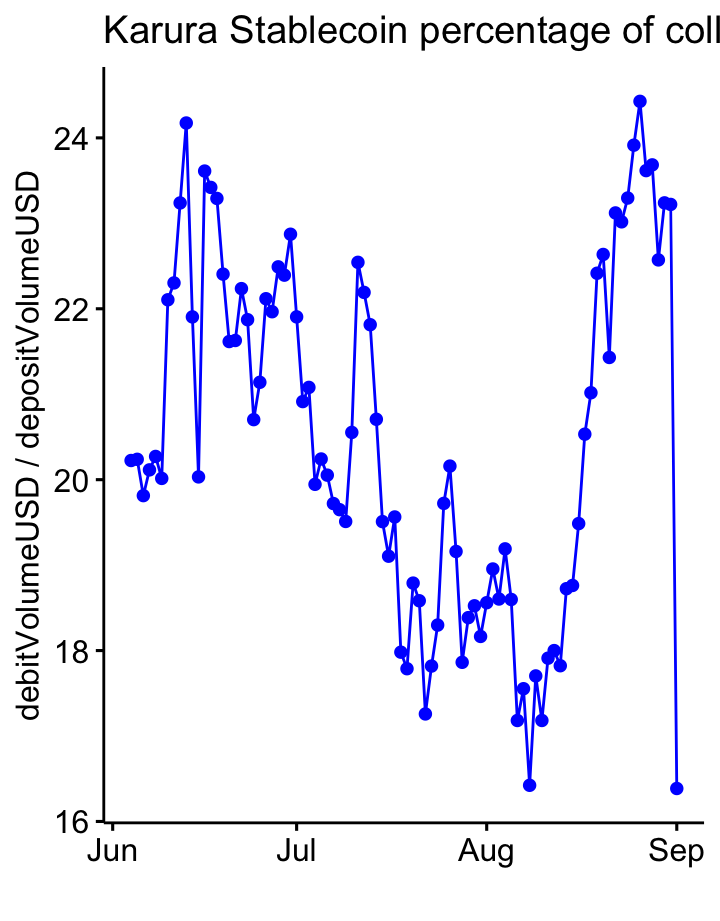 Karura Stablecoin percentage of coll
debitVolumeUSD / depositVolumeUSD
24
22
20
18
16
Jun Jul Aug Sep